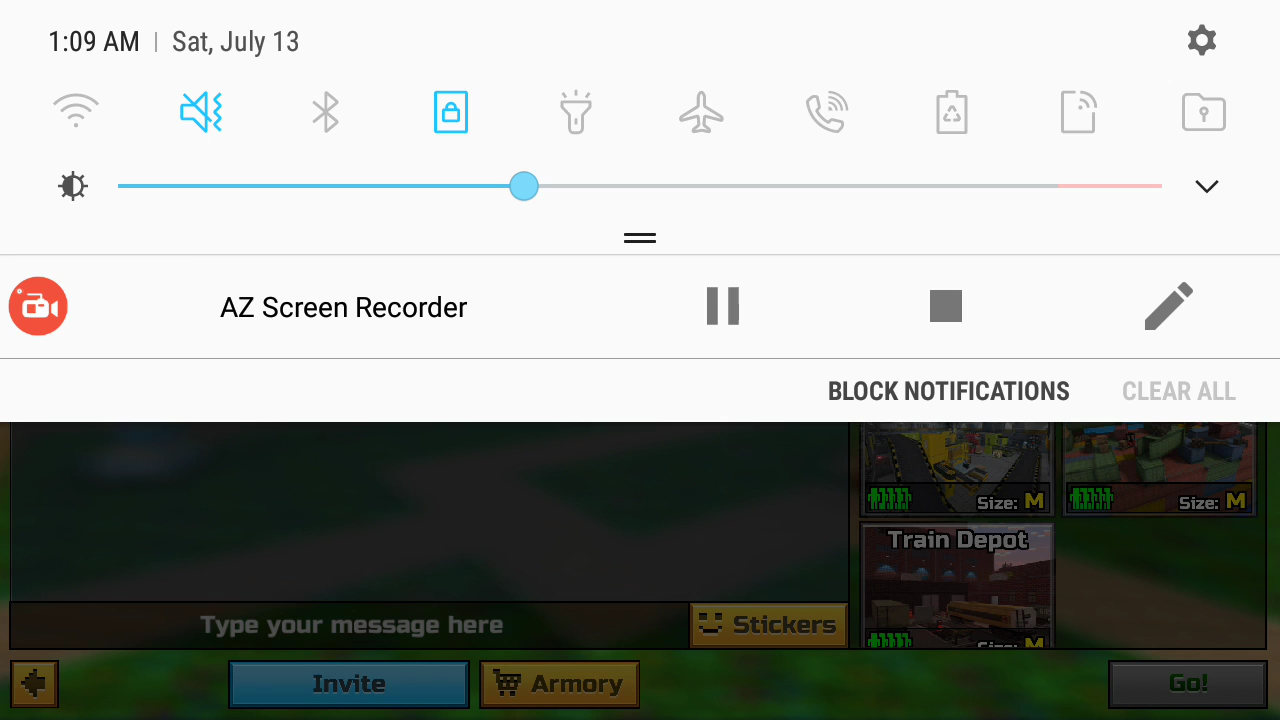 1:09 AM | Sat, July 13
AZ Screen Recorder
BLOCK NOTIFICATIONS CLEAR ALL
Size: M Size: M
Train Depot
Type your message here Stickers
Invite Armory Go!